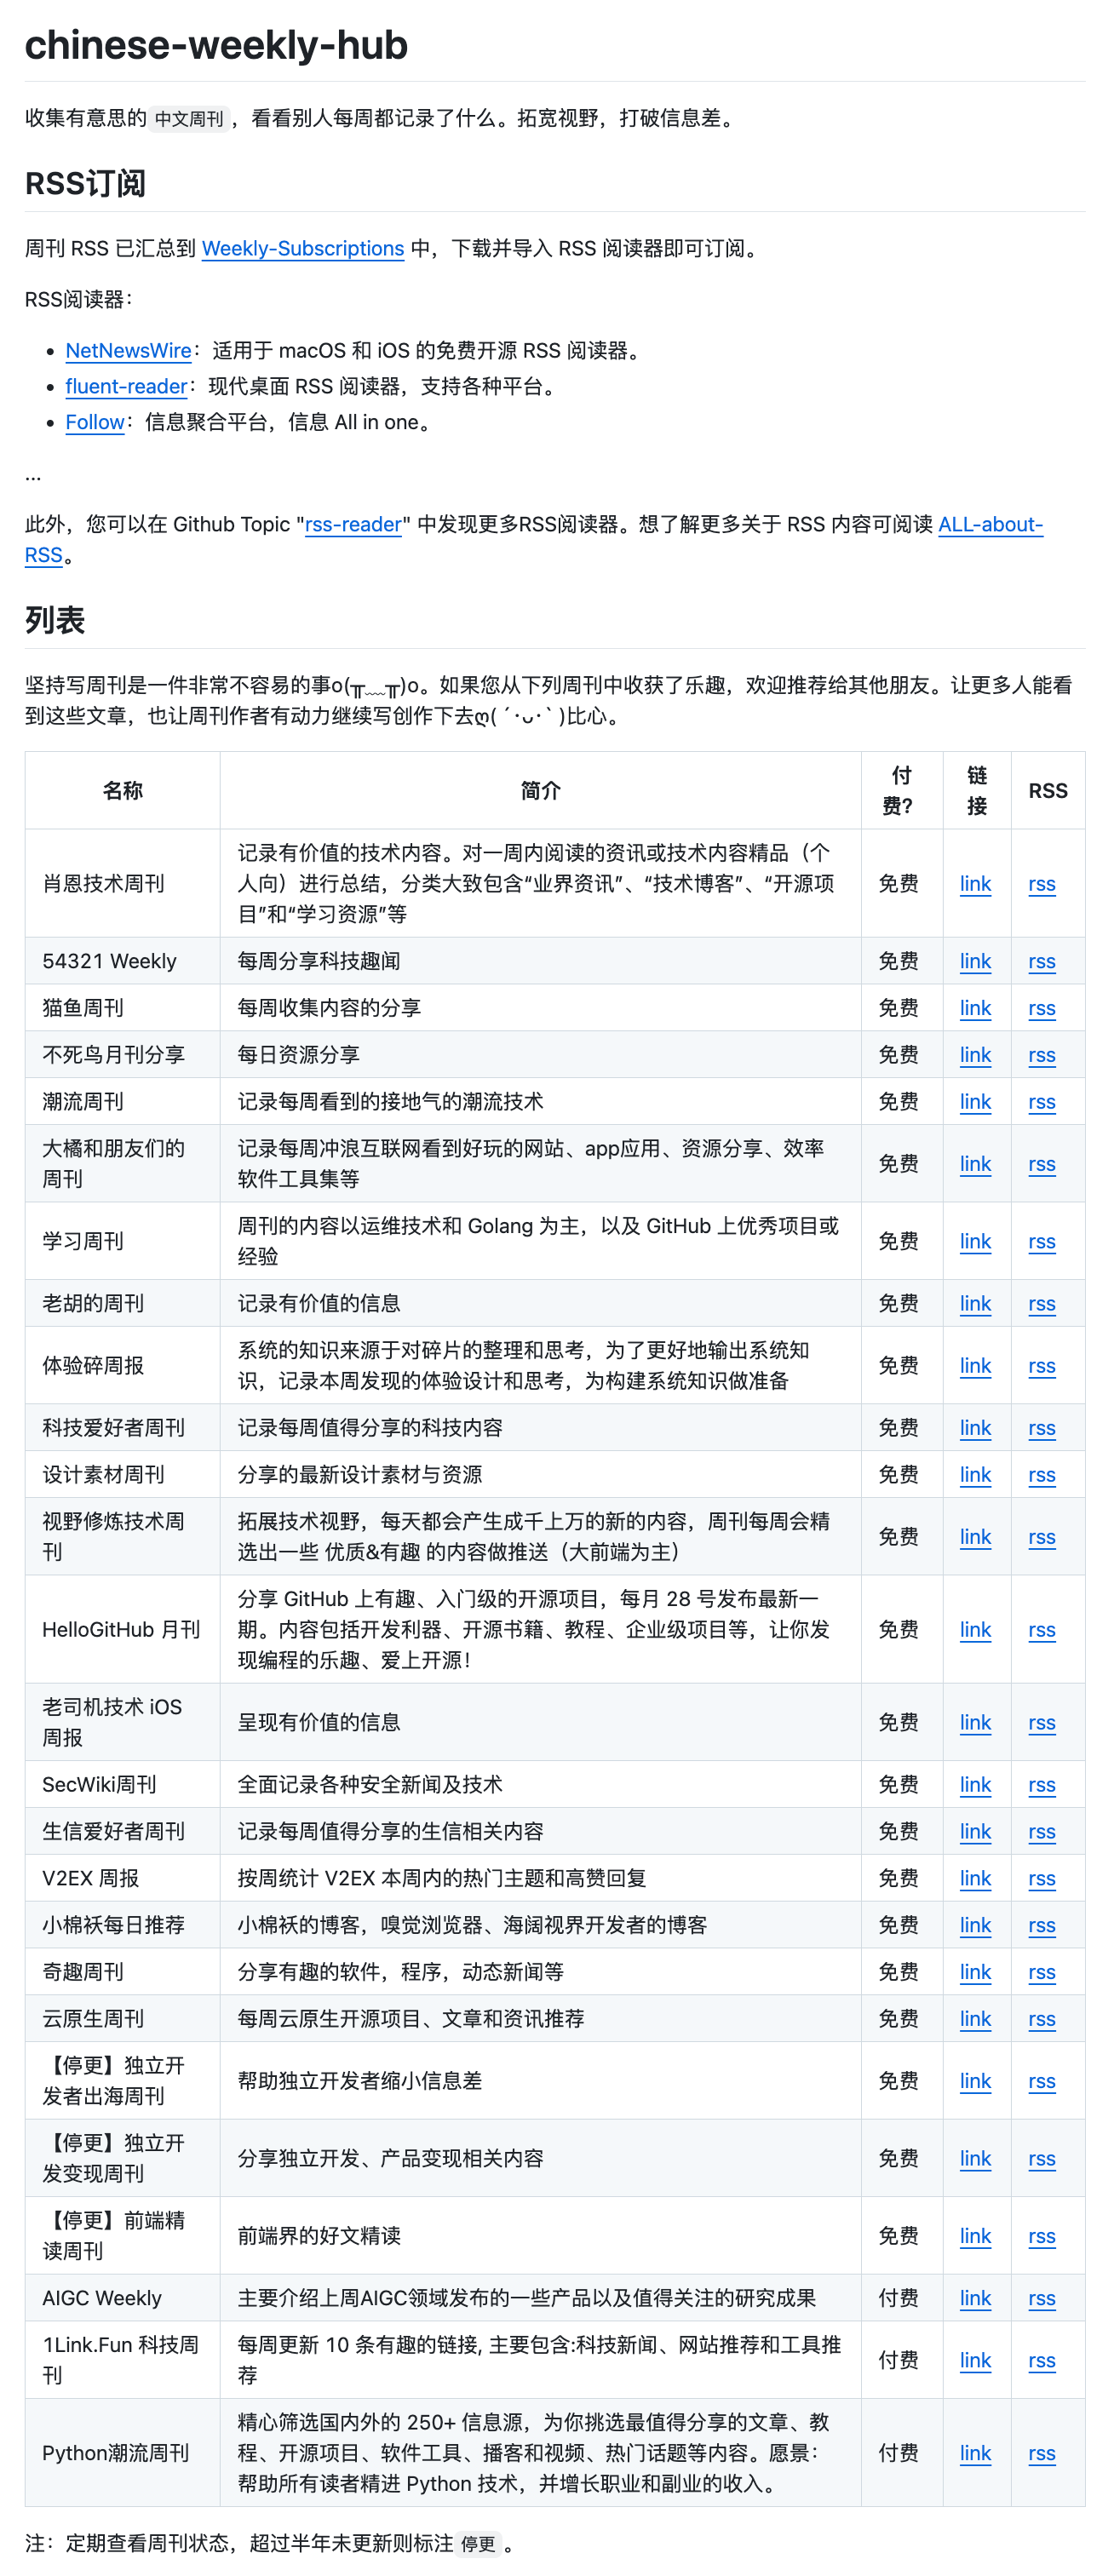 chinese-weekly-hub
收集有意思的 中文周刊 ，看看别人每周都记录了什么。拓宽视野，打破信息差。
RSS订阅
周刊 RSS 已汇总到 Weekly-Subscriptions 中，下载并导入 RSS 阅读器即可订阅。
RSS阅读器：
• NetNewsWire：适用于 macOS 和 iOS 的免费开源 RSS 阅读器。
• fluent-reader：现代桌面 RSS 阅读器，支持各种平台。
• Follow：信息聚合平台，信息 All in one。
...
此外，您可以在 Github Topic "rss-reader" 中发现更多RSS阅读器。想了解更多关于 RSS 内容可阅读 ALL-about-
RSS。
列表
坚持写周刊是一件非常不容易的事o(╥﹏╥)o。如果您从下列周刊中收获了乐趣，欢迎推荐给其他朋友。让更多人能看
到这些文章，也让周刊作者有动力继续写创作下去ღ( ´･ᴗ･` )比心。
名称 简介 付 链 RSS
费? 接
记录有价值的技术内容。对一周内阅读的资讯或技术内容精品（个
肖恩技术周刊 人向）进行总结，分类大致包含“业界资讯”、“技术博客”、“开源项 免费 link rss
目”和“学习资源”等
54321 Weekly 每周分享科技趣闻 免费 link rss
猫鱼周刊 每周收集内容的分享 免费 link rss
不死鸟月刊分享 每日资源分享 免费 link rss
潮流周刊 记录每周看到的接地气的潮流技术 免费 link rss
大橘和朋友们的 记录每周冲浪互联网看到好玩的网站、app应用、资源分享、效率 免费 link rss
周刊 软件工具集等
学习周刊 周刊的内容以运维技术和 Golang 为主，以及 GitHub 上优秀项目或 免费 link rss
经验
老胡的周刊 记录有价值的信息 免费 link rss
体验碎周报 系统的知识来源于对碎片的整理和思考，为了更好地输出系统知 免费 link rss
识，记录本周发现的体验设计和思考，为构建系统知识做准备
科技爱好者周刊 记录每周值得分享的科技内容 免费 link rss
设计素材周刊 分享的最新设计素材与资源 免费 link rss
视野修炼技术周 拓展技术视野，每天都会产生成千上万的新的内容，周刊每周会精 免费 link rss
刊 选出一些 优质&有趣 的内容做推送（大前端为主）
分享 GitHub 上有趣、入门级的开源项目，每月 28 号发布最新一
HelloGitHub 月刊 期。内容包括开发利器、开源书籍、教程、企业级项目等，让你发 免费 link rss
现编程的乐趣、爱上开源！
老司机技术 iOS 呈现有价值的信息 免费 link rss
周报
SecWiki周刊 全面记录各种安全新闻及技术 免费 link rss
生信爱好者周刊 记录每周值得分享的生信相关内容 免费 link rss
V2EX 周报 按周统计 V2EX 本周内的热门主题和高赞回复 免费 link rss
小棉袄每日推荐 小棉袄的博客，嗅觉浏览器、海阔视界开发者的博客 免费 link rss
奇趣周刊 分享有趣的软件，程序，动态新闻等 免费 link rss
云原生周刊 每周云原生开源项目、文章和资讯推荐 免费 link rss
【停更】独立开 帮助独立开发者缩小信息差 免费 link rss
发者出海周刊
【停更】独立开 分享独立开发、产品变现相关内容 免费 link rss
发变现周刊
【停更】前端精 前端界的好文精读 免费 link rss
读周刊
AIGC Weekly 主要介绍上周AIGC领域发布的一些产品以及值得关注的研究成果 付费 link rss
1Link.Fun 科技周 每周更新 10 条有趣的链接, 主要包含:科技新闻、网站推荐和工具推 付费 link rss
刊 荐
精心筛选国内外的 250+ 信息源，为你挑选最值得分享的文章、教
Python潮流周刊 程、开源项目、软件工具、播客和视频、热门话题等内容。愿景： 付费 link rss
帮助所有读者精进 Python 技术，并增长职业和副业的收入。
注：定期查看周刊状态，超过半年未更新则标注 停更 。